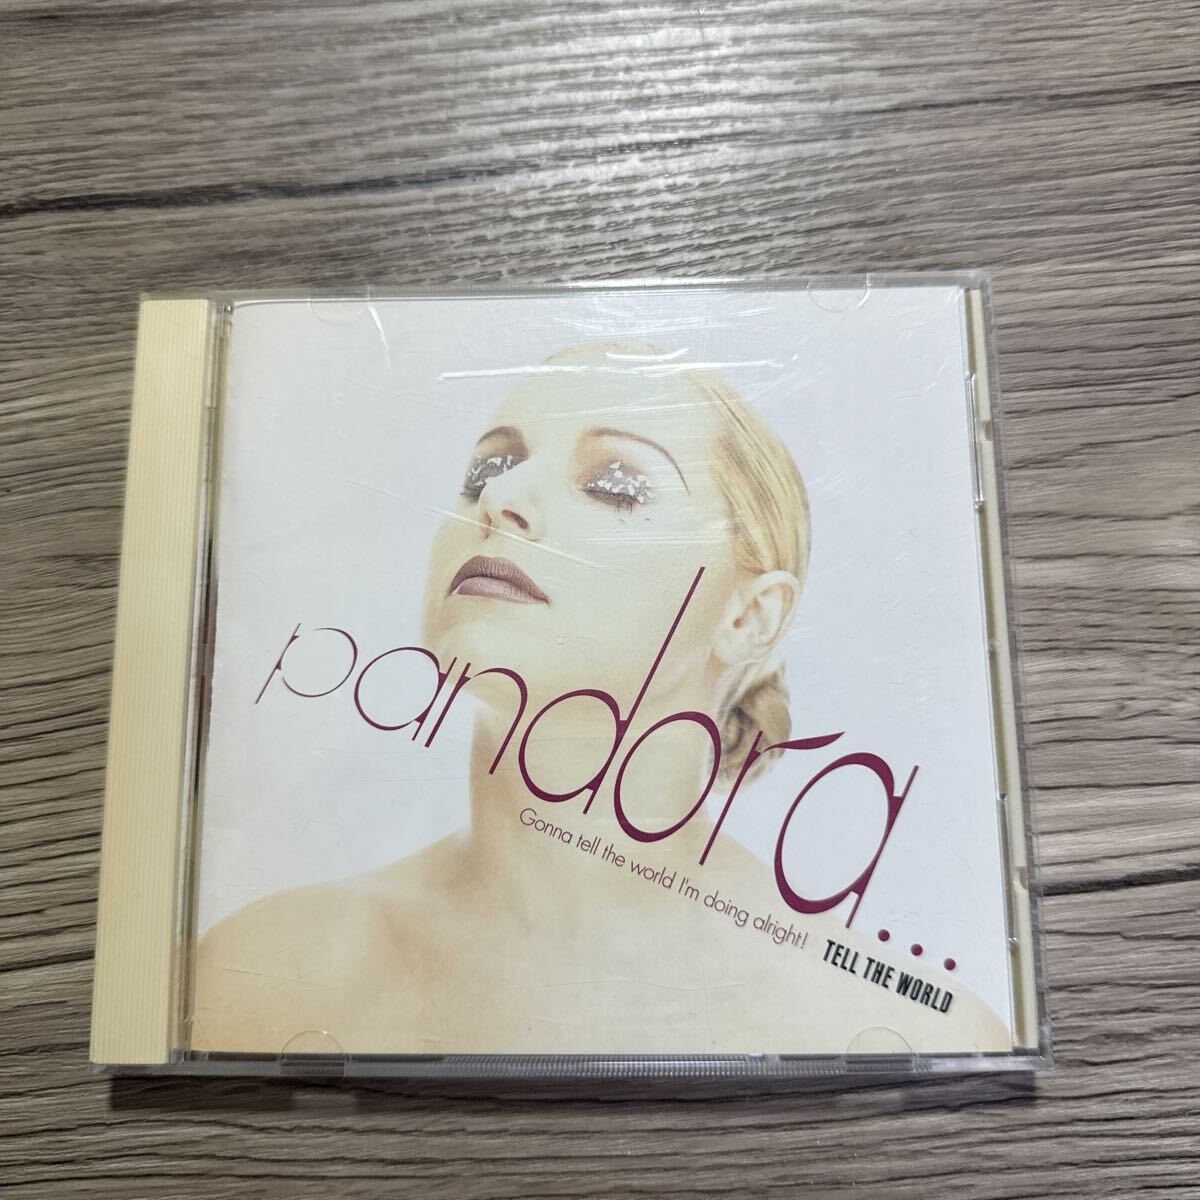 pandora...
Gonna tell the world I'm doing alright!
TELL THE WORLD